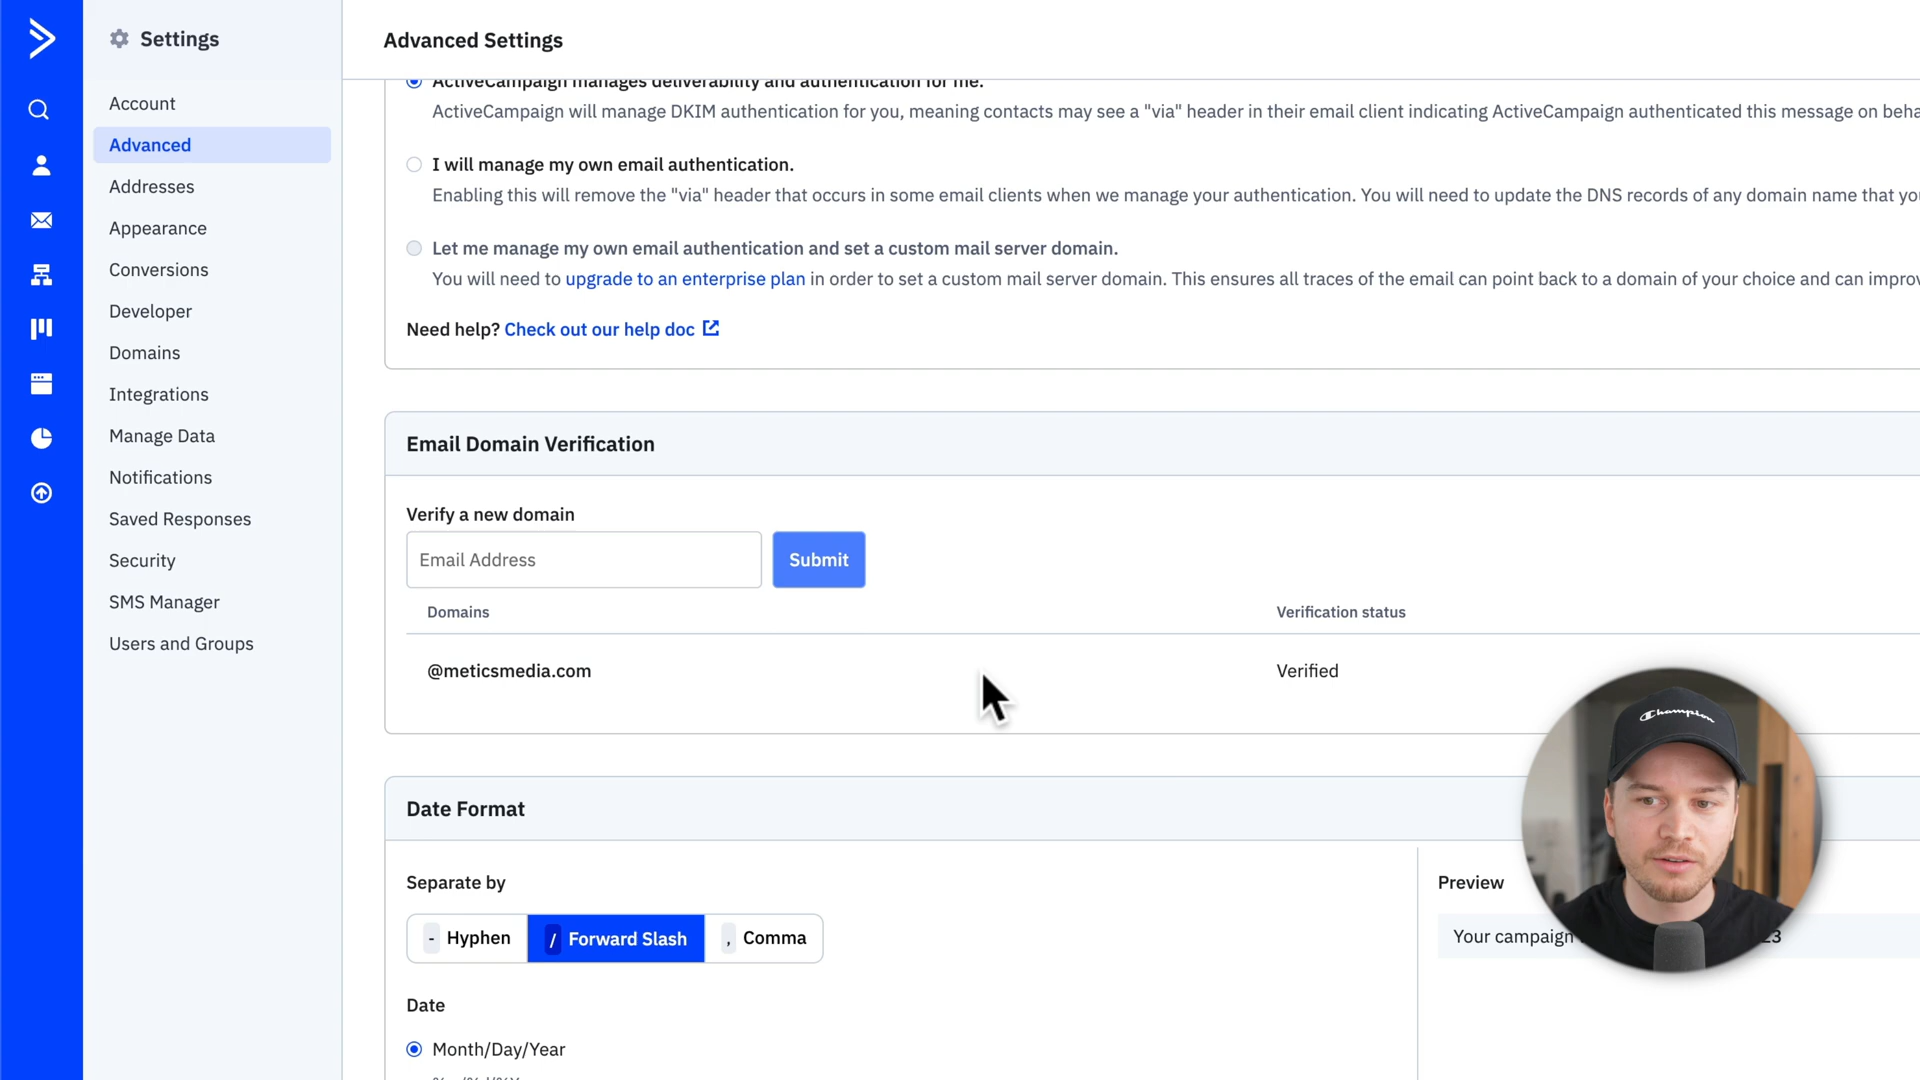 Settings
Account
Advanced
Addresses
Appearance
Conversions
Developer
Domains
Integrations
Manage Data
Notifications
Saved Responses
Security
SMS Manager
Users and Groups
Advanced Settings
ActiveCampaign manages deliverability and authentication for me.
ActiveCampaign will manage DKIM authentication for you, meaning contacts may see a "via" header in their email client indicating ActiveCampaign authenticated this message on beha
I will manage my own email authentication.
Enabling this will remove the "via" header that occurs in some email clients when we manage your authentication. You will need to update the DNS records of any domain name that you
Let me manage my own email authentication and set a custom mail server domain.
You will need to upgrade to an enterprise plan in order to set a custom mail server domain. This ensures all traces of the email can point back to a domain of your choice and can improv
Need help? Check out our help doc
Email Domain Verification
Verify a new domain
Email Address
Submit
Domains
Verification status
@meticsmedia.com
Verified
Date Format
Separate by
- Hyphen
/ Forward Slash
, Comma
Date
Month/Day/Year
Preview
Your campaign
23
Champion